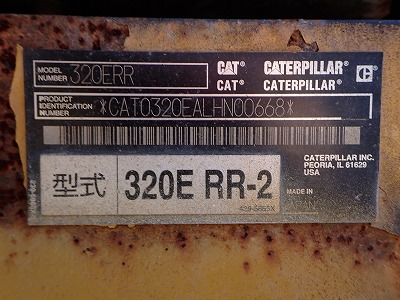 MODEL NUMBER 320ERR CAT® CATERPILLAR® C
CAT® CATERPILLAR®
PRODUCT IDENTIFICATION NUMBER *CAT0320EALHN00668*
型式 320E RR-2
CATERPILLAR INC.
PEORIA, IL 61629
USA
MADE IN